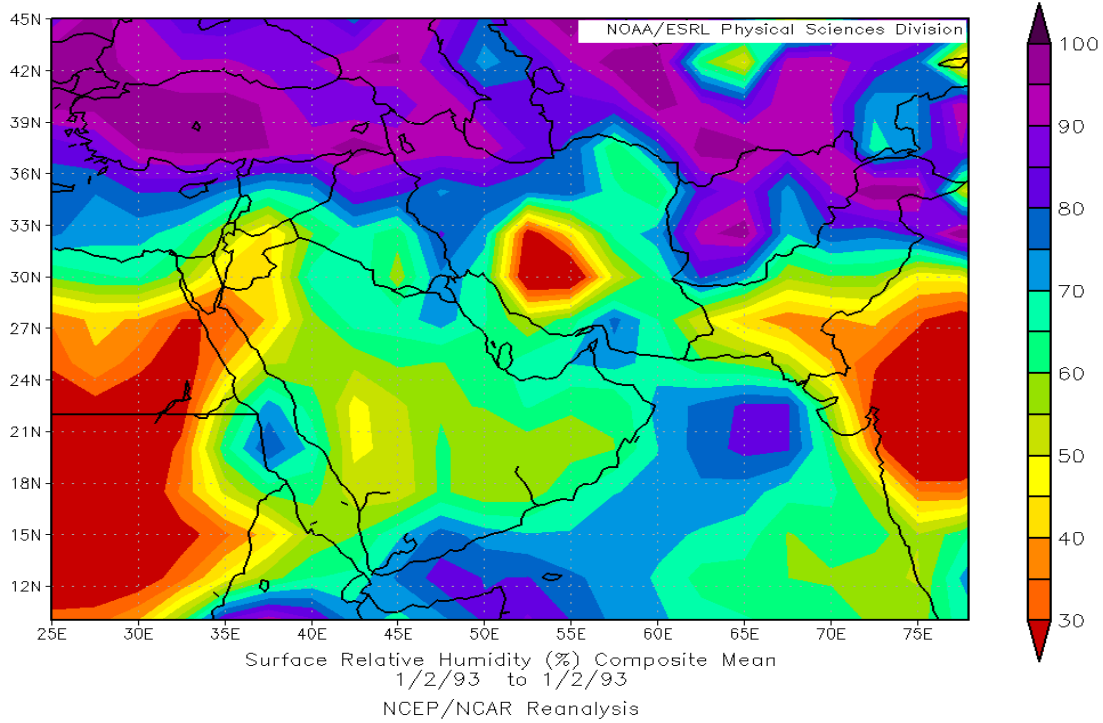 45N
NOAA/ESRL Physical Sciences Division
42N
39N
36N
33N
30N
27N
24N
21N
18N
15N
12N
25E 30E 35E 40E 45E 50E 55E 60E 65E 70E 75E
100
90
80
70
60
50
40
30
Surface Relative Humidity (%) Composite Mean
1/2/93 to 1/2/93
NCEP/NCAR Reanalysis